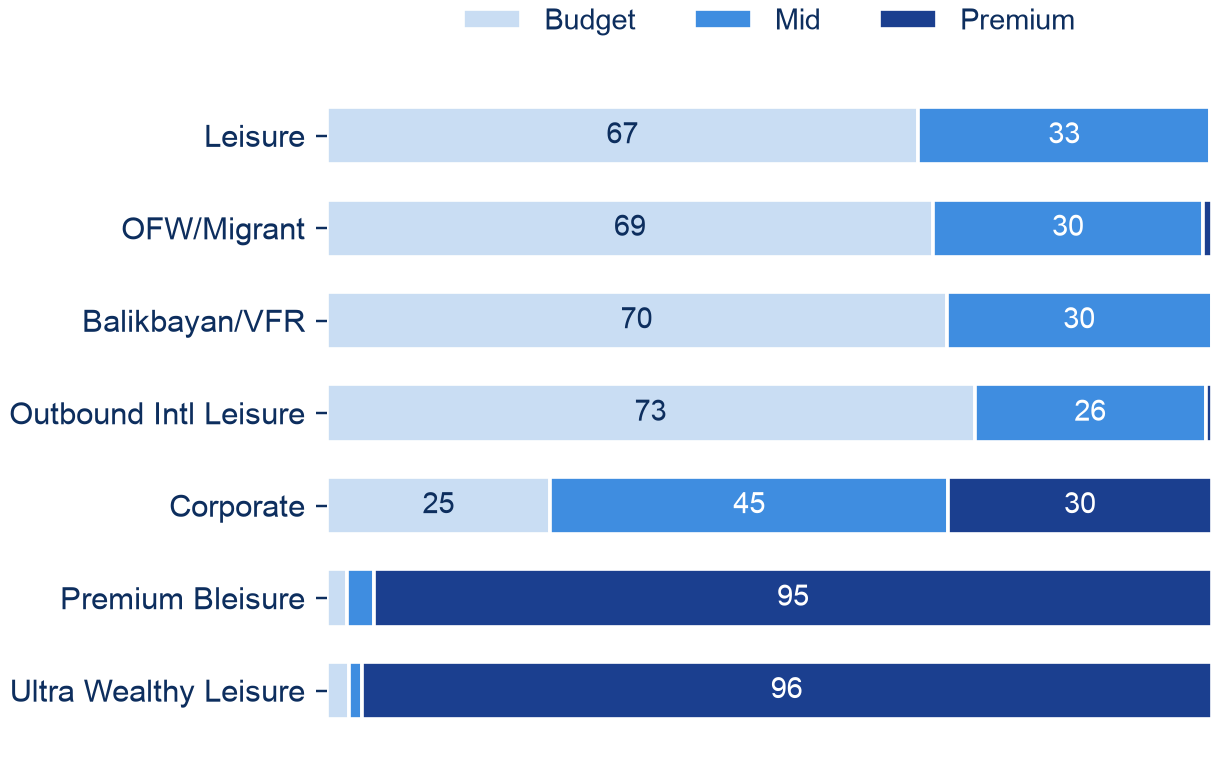 Budget Mid Premium
Leisure 67 33
OFW/Migrant 69 30
Balikbayan/VFR 70 30
Outbound Intl Leisure 73 26
Corporate 25 45 30
Premium Bleisure 95
Ultra Wealthy Leisure 96